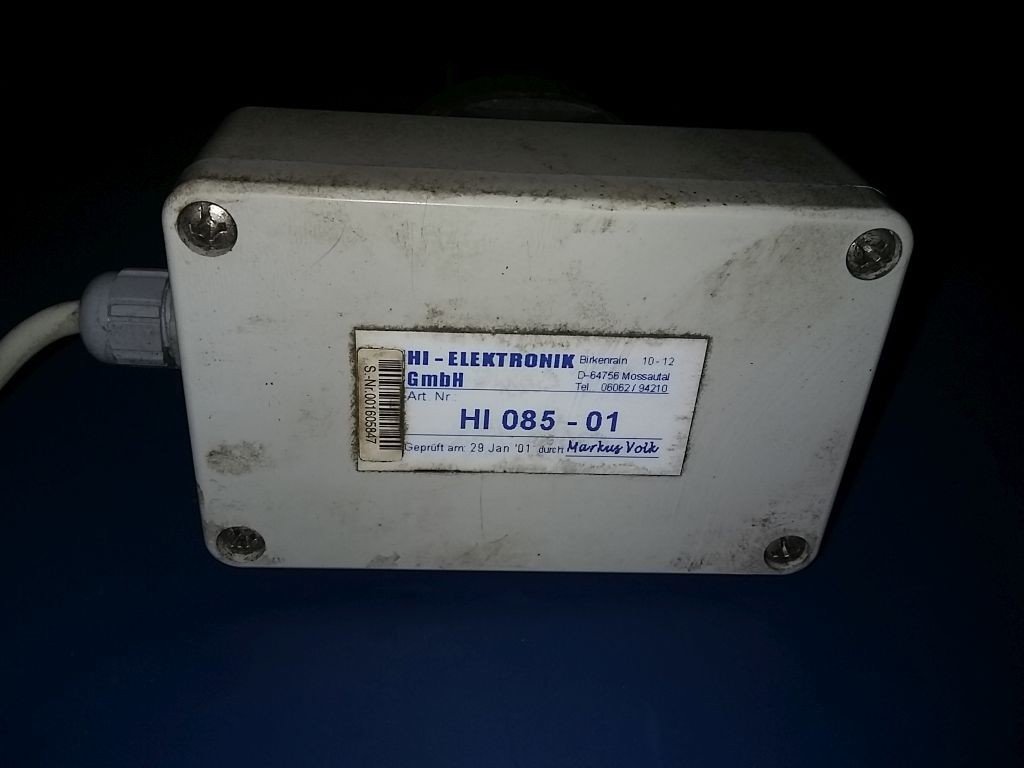 HI - ELEKTRONIK
GmbH
Birkenrain 10 - 12
D-64756 Mossautal
Tel. 06062 / 94210
Art. Nr.:
HI 085 - 01
Geprüft am: 29 Jan '01 durch: Markus Volk
S.-Nr.001605847